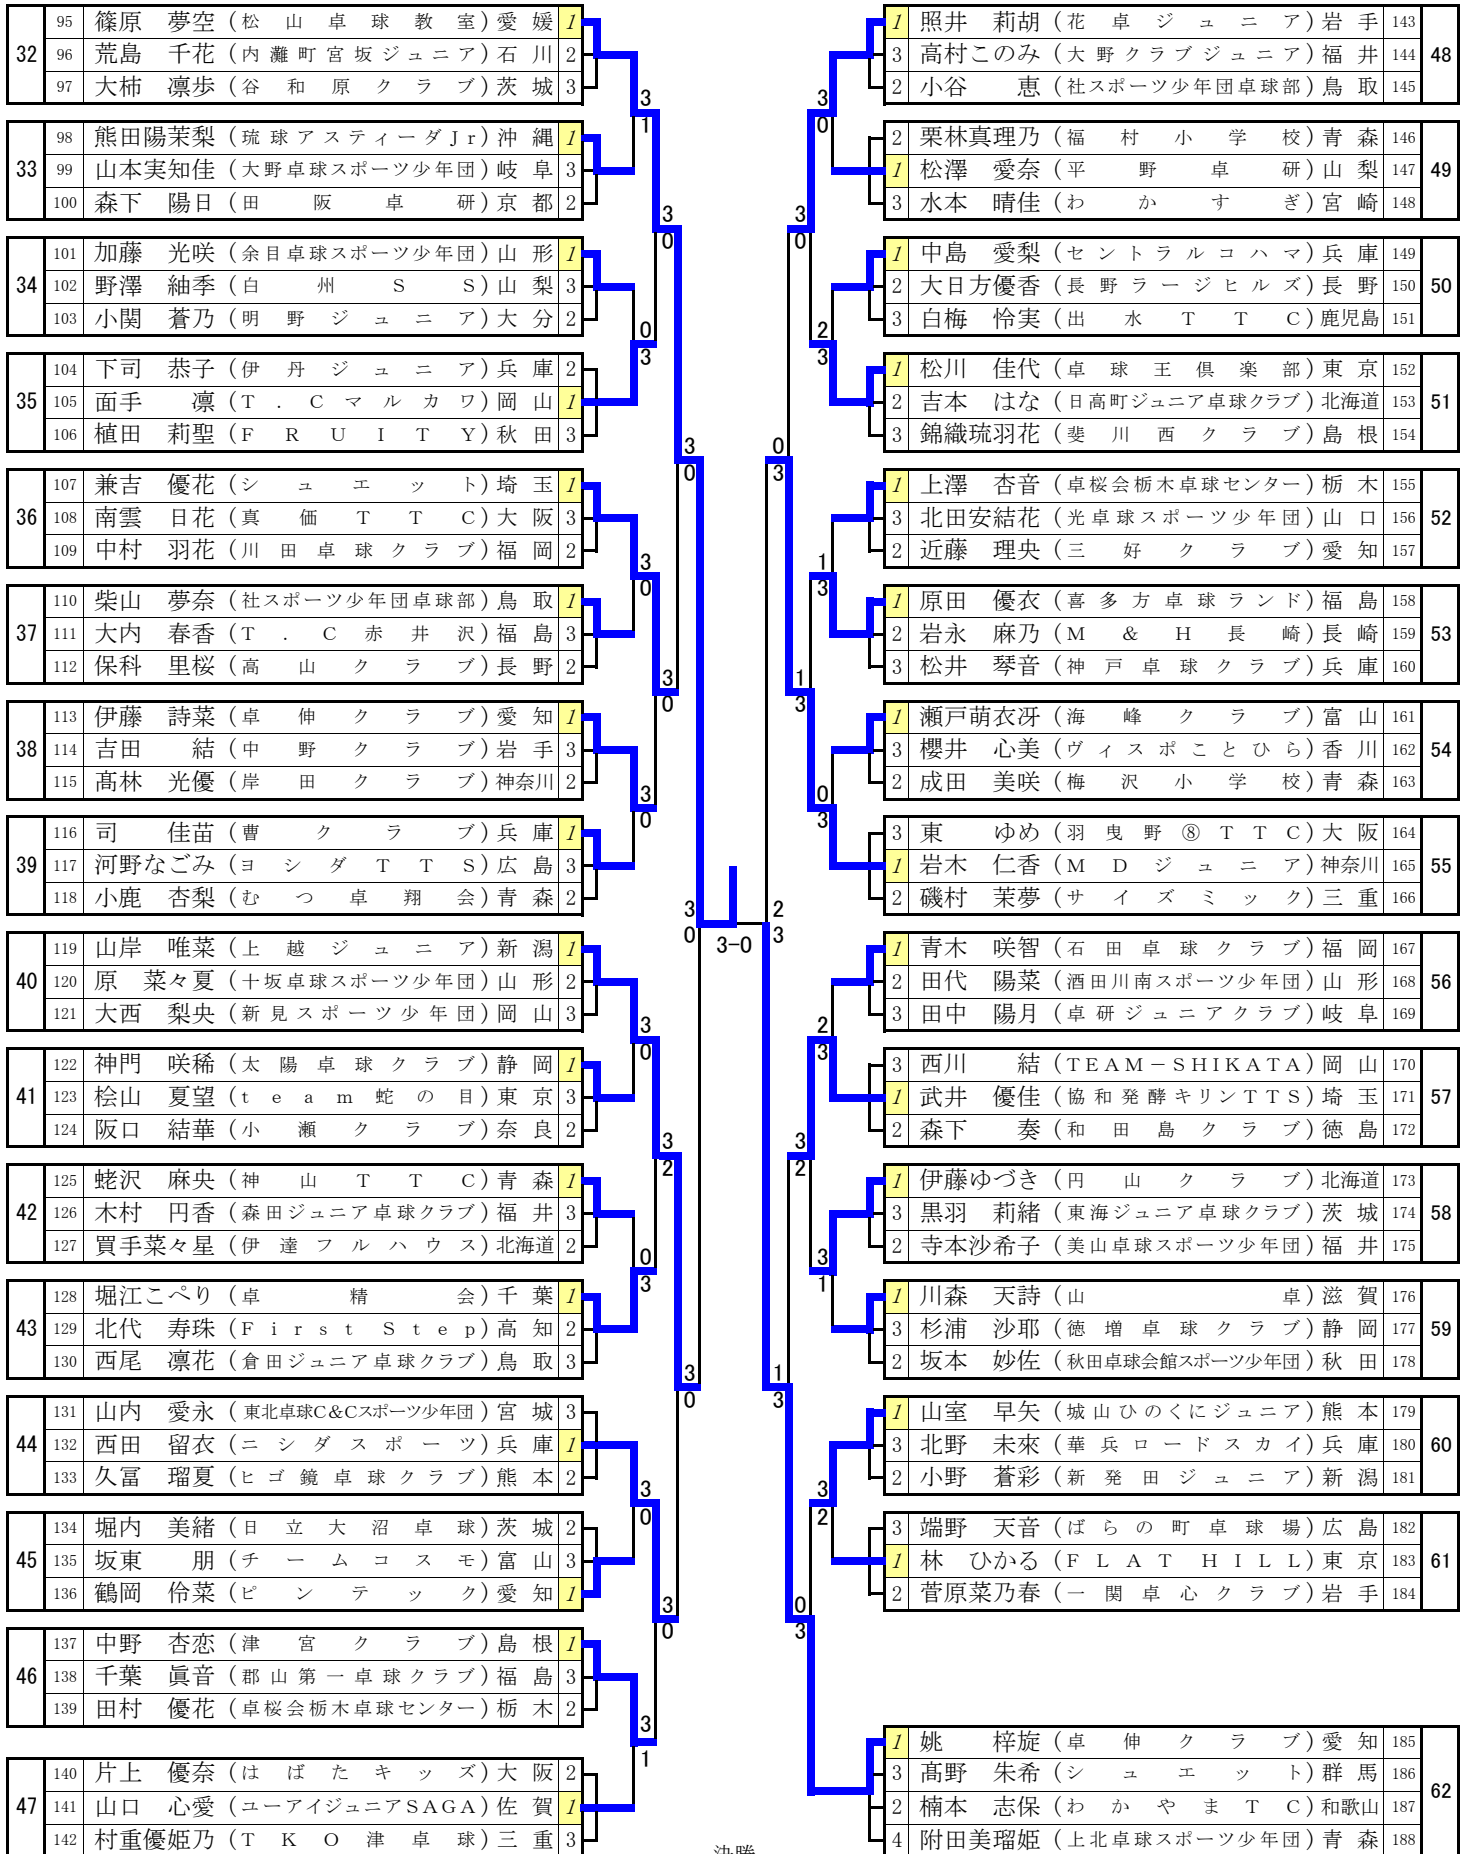 32
95 篠原 夢空 (松山卓球教室) 愛媛 1
96 荒島 千花 (内灘町宮坂ジュニア) 石川 2
97 大柿 凛歩 (谷和原クラブ) 茨城 3
33
98 熊田陽茉梨 (琉球アスティーダJr) 沖縄 1
99 山本実知佳 (大野卓球スポーツ少年団) 岐阜 3
100 森下 陽日 (田阪卓研) 京都 2
34
101 加藤 光咲 (余目卓球スポーツ少年団) 山形 1
102 野澤 紬季 (白州SS) 山梨 3
103 小関 蒼乃 (明野ジュニア) 大分 2
35
104 下司 恭子 (伊丹ジュニア) 兵庫 2
105 面手 凛 (T.Cマルカワ) 岡山 1
106 植田 莉聖 (FRUITY) 秋田 3
36
107 兼吉 優花 (シュエット) 埼玉 1
108 南雲 日花 (真価TTC) 大阪 3
109 中村 羽花 (川田卓球クラブ) 福岡 2
37
110 柴山 夢奈 (社スポーツ少年団卓球部) 鳥取 1
111 大内 春香 (T.C赤井沢) 福島 3
112 保科 里桜 (高山クラブ) 長野 2
38
113 伊藤 詩菜 (卓伸クラブ) 愛知 1
114 吉田 結 (中野クラブ) 岩手 3
115 髙林 光優 (岸田クラブ) 神奈川 2
39
116 司 佳苗 (曹クラブ) 兵庫 1
117 河野なごみ (ヨシダTTS) 広島 3
118 小鹿 杏梨 (むつ卓翔会) 青森 2
40
119 山岸 唯菜 (上越ジュニア) 新潟 1
120 原 菜々夏 (十坂卓球スポーツ少年団) 山形 2
121 大西 梨央 (新見スポーツ少年団) 岡山 3
41
122 神門 咲稀 (太陽卓球クラブ) 静岡 1
123 桧山 夏望 (team蛇の目) 東京 3
124 阪口 結華 (小瀬クラブ) 奈良 2
42
125 蛯沢 麻央 (神山TTC) 青森 1
126 木村 円香 (森田ジュニア卓球クラブ) 福井 3
127 買手菜々星 (伊達フルハウス) 北海道 2
43
128 堀江こぺり (卓精会) 千葉 1
129 北代 寿珠 (First Step) 高知 2
130 西尾 凛花 (倉田ジュニア卓球クラブ) 鳥取 3
44
131 山内 愛永 (東北卓球C&Cスポーツ少年団) 宮城 3
132 西田 留衣 (ニシダスポーツ) 兵庫 1
133 久冨 瑠夏 (ヒゴ鏡卓球クラブ) 熊本 2
45
134 堀内 美緒 (日立大沼卓球) 茨城 2
135 坂東 朋 (チームコスモ) 富山 3
136 鶴岡 伶菜 (ピンテック) 愛知 1
46
137 中野 杏恋 (津宮クラブ) 島根 1
138 千葉 眞音 (郡山第一卓球クラブ) 福島 3
139 田村 優花 (卓桜会栃木卓球センター) 栃木 2
47
140 片上 優奈 (はばたキッズ) 大阪 2
141 山口 心愛 (ユーアイジュニアSAGA) 佐賀 1
142 村重優姫乃 (TKO津卓球) 三重 3
3
1
3
0
0
3
3
0
3
0
3
0
3
0
3
0
3
0
3
2
0
3
3
0
3
0
3
0
3
1
3-0
決勝
3
0
3
0
2
3
0
3
1
3
1
3
0
3
2
3
2
3
3
2
3
1
1
3
3
2
0
3
1 照井 莉胡 (花卓ジュニア) 岩手 143
3 高村このみ (大野クラブジュニア) 福井 144
2 小谷 恵 (社スポーツ少年団卓球部) 鳥取 145
48
2 栗林真理乃 (福村小学校) 青森 146
1 松澤 愛奈 (平野卓研) 山梨 147
3 水本 晴佳 (わかすぎ) 宮崎 148
49
1 中島 愛梨 (セントラルコハマ) 兵庫 149
2 大日方優香 (長野ラージヒルズ) 長野 150
3 白梅 怜実 (出水TTC) 鹿児島 151
50
1 松川 佳代 (卓球王倶楽部) 東京 152
2 吉本 はな (日高町ジュニア卓球クラブ) 北海道 153
3 錦織琉羽花 (斐川西クラブ) 島根 154
51
1 上澤 杏音 (卓桜会栃木卓球センター) 栃木 155
3 北田安結花 (光卓球スポーツ少年団) 山口 156
2 近藤 理央 (三好クラブ) 愛知 157
52
1 原田 優衣 (喜多方卓球ランド) 福島 158
2 岩永 麻乃 (M&H長崎) 長崎 159
3 松井 琴音 (神戸卓球クラブ) 兵庫 160
53
1 瀬戸萌衣冴 (海峰クラブ) 富山 161
3 櫻井 心美 (ヴィスポことひら) 香川 162
2 成田 美咲 (梅沢小学校) 青森 163
54
3 東 ゆめ (羽曳野⑧TTC) 大阪 164
1 岩木 仁香 (MDジュニア) 神奈川 165
2 磯村 茉夢 (サイズミック) 三重 166
55
1 青木 咲智 (石田卓球クラブ) 福岡 167
2 田代 陽菜 (酒田川南スポーツ少年団) 山形 168
3 田中 陽月 (卓研ジュニアクラブ) 岐阜 169
56
3 西川 結 (TEAM－SHIKATA) 岡山 170
1 武井 優佳 (協和発酵キリンTTS) 埼玉 171
2 森下 奏 (和田島クラブ) 徳島 172
57
1 伊藤ゆづき (円山クラブ) 北海道 173
3 黒羽 莉緒 (東海ジュニア卓球クラブ) 茨城 174
2 寺本沙希子 (美山卓球スポーツ少年団) 福井 175
58
1 川森 天詩 (山卓) 滋賀 176
3 杉浦 沙耶 (徳増卓球クラブ) 静岡 177
2 坂本 妙佐 (秋田卓球会館スポーツ少年団) 秋田 178
59
1 山室 早矢 (城山ひのくにジュニア) 熊本 179
3 北野 未來 (華兵ロードスカイ) 兵庫 180
2 小野 蒼彩 (新発田ジュニア) 新潟 181
60
3 端野 天音 (ばらの町卓球場) 広島 182
1 林 ひかる (FLAT HILL) 東京 183
2 菅原菜乃春 (一関卓心クラブ) 岩手 184
61
1 姚 梓旋 (卓伸クラブ) 愛知 185
3 髙野 朱希 (シュエット) 群馬 186
2 楠本 志保 (わかやまTC) 和歌山 187
4 附田美瑠姫 (上北卓球スポーツ少年団) 青森 188
62